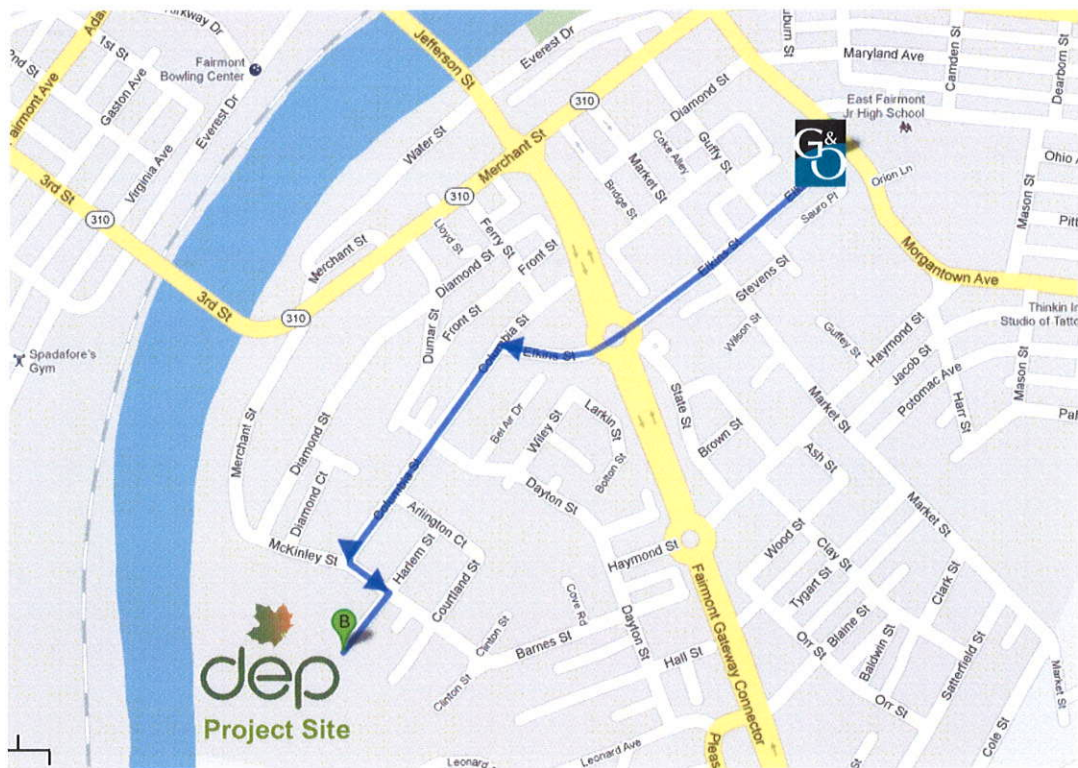 Parkway Dr
Adar
2nd St
1st St
Fairmont
Bowling Center
Gaston Ave
Fairmont Ave
Everest Dr
Virginia Ave
3rd St
310
3rd St
310
Merchant St
Spadafore's
Gym
Jefferson St
Everest Dr
310
Water St
Merchant St
310
Lloyd St
Ferry St
Diamond St
Front St
Front St
Dumar St
Columbia St
Elkins St
Diamond St
Guffy St
Coke Alley
Market St
Bridge St
uburn St
Maryland Ave
Camden St
Dearborn St
East Fairmont
Jr High School
G&O
Orion Ln
Sauro Pl
Ohio A
Mason St
Pitt
Elkins St
Stevens St
Morgantown Ave
Wilson St
Guffey St
Haymond St
Jacob St
Potomac Ave
Harr St
Thinkin In
Studio of Tatto
Mason St
Pal
Merchant St
Diamond St
Diamond Ct
Columbia St
Bel Air Dr
Wiley St
Larkin St
Bolton St
State St
Brown St
Market St
Ash St
McKinley St
Arlington Ct
Harlem St
Courtland St
Dayton St
Haymond St
Wood St
Clay St
Market St
Clark St
Tygart St
Blaine St
Baldwin St
Satterfield St
Market St
Orr St
Orr St
Cole St
St
B
dep
Project Site
Clinton St
Clinton St
Cove Rd
Barnes St
Dayton St
Hall St
Fairmont Gateway Connector
Pleas
Leonard Ave
Leonard A